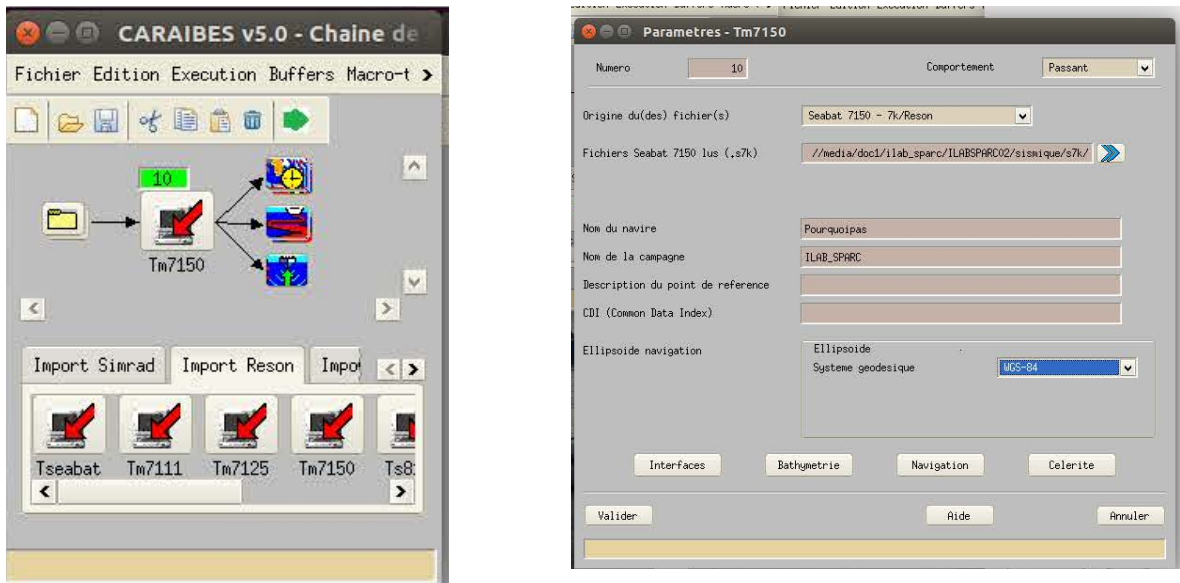 CARAIBES v5.0 - Chaine de
Fichier Edition Execution Buffers Macro-t
10
Tm7150
Import Simrad Import Reson Impo
Tseabat Tm7111 Tm7125 Tm7150 Ts8
Parametres - Tm7150
Numero 10 Comportement Passant
Origine du(des) fichier(s) Seabat 7150 - 7k/Reson
Fichiers Seabat 7150 lus (.s7k) //media/doc1/ilab_sparc/ILABSPARC02/sismique/s7k/
Nom du navire Pourquoipas
Nom de la campagne ILAB_SPARC
Description du point de reference
CDI (Common Data Index)
Ellipsoide navigation Ellipsoide
Systeme geodesique WGS-84
Interfaces Bathymetrie Navigation Celerite
Valider Aide Annuler